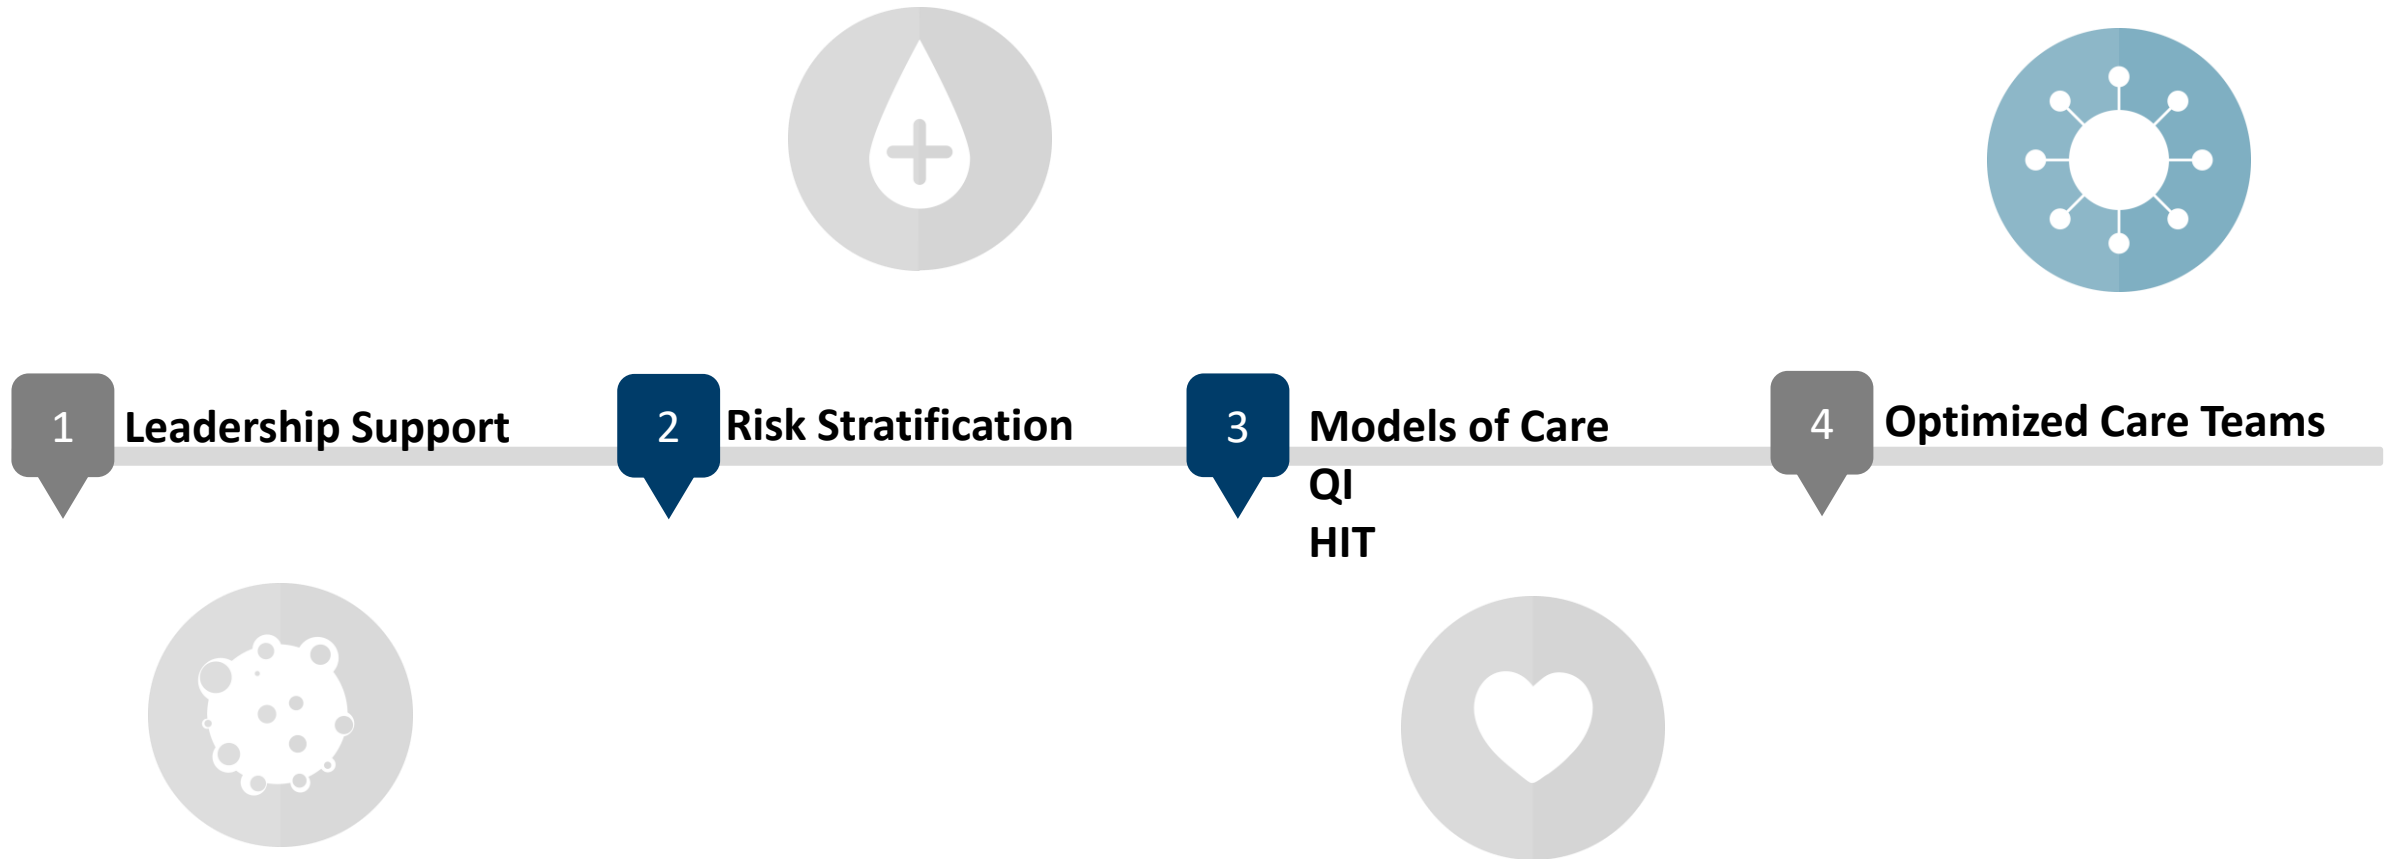 1 Leadership Support
2 Risk Stratification
3 Models of Care
QI
HIT
4 Optimized Care Teams